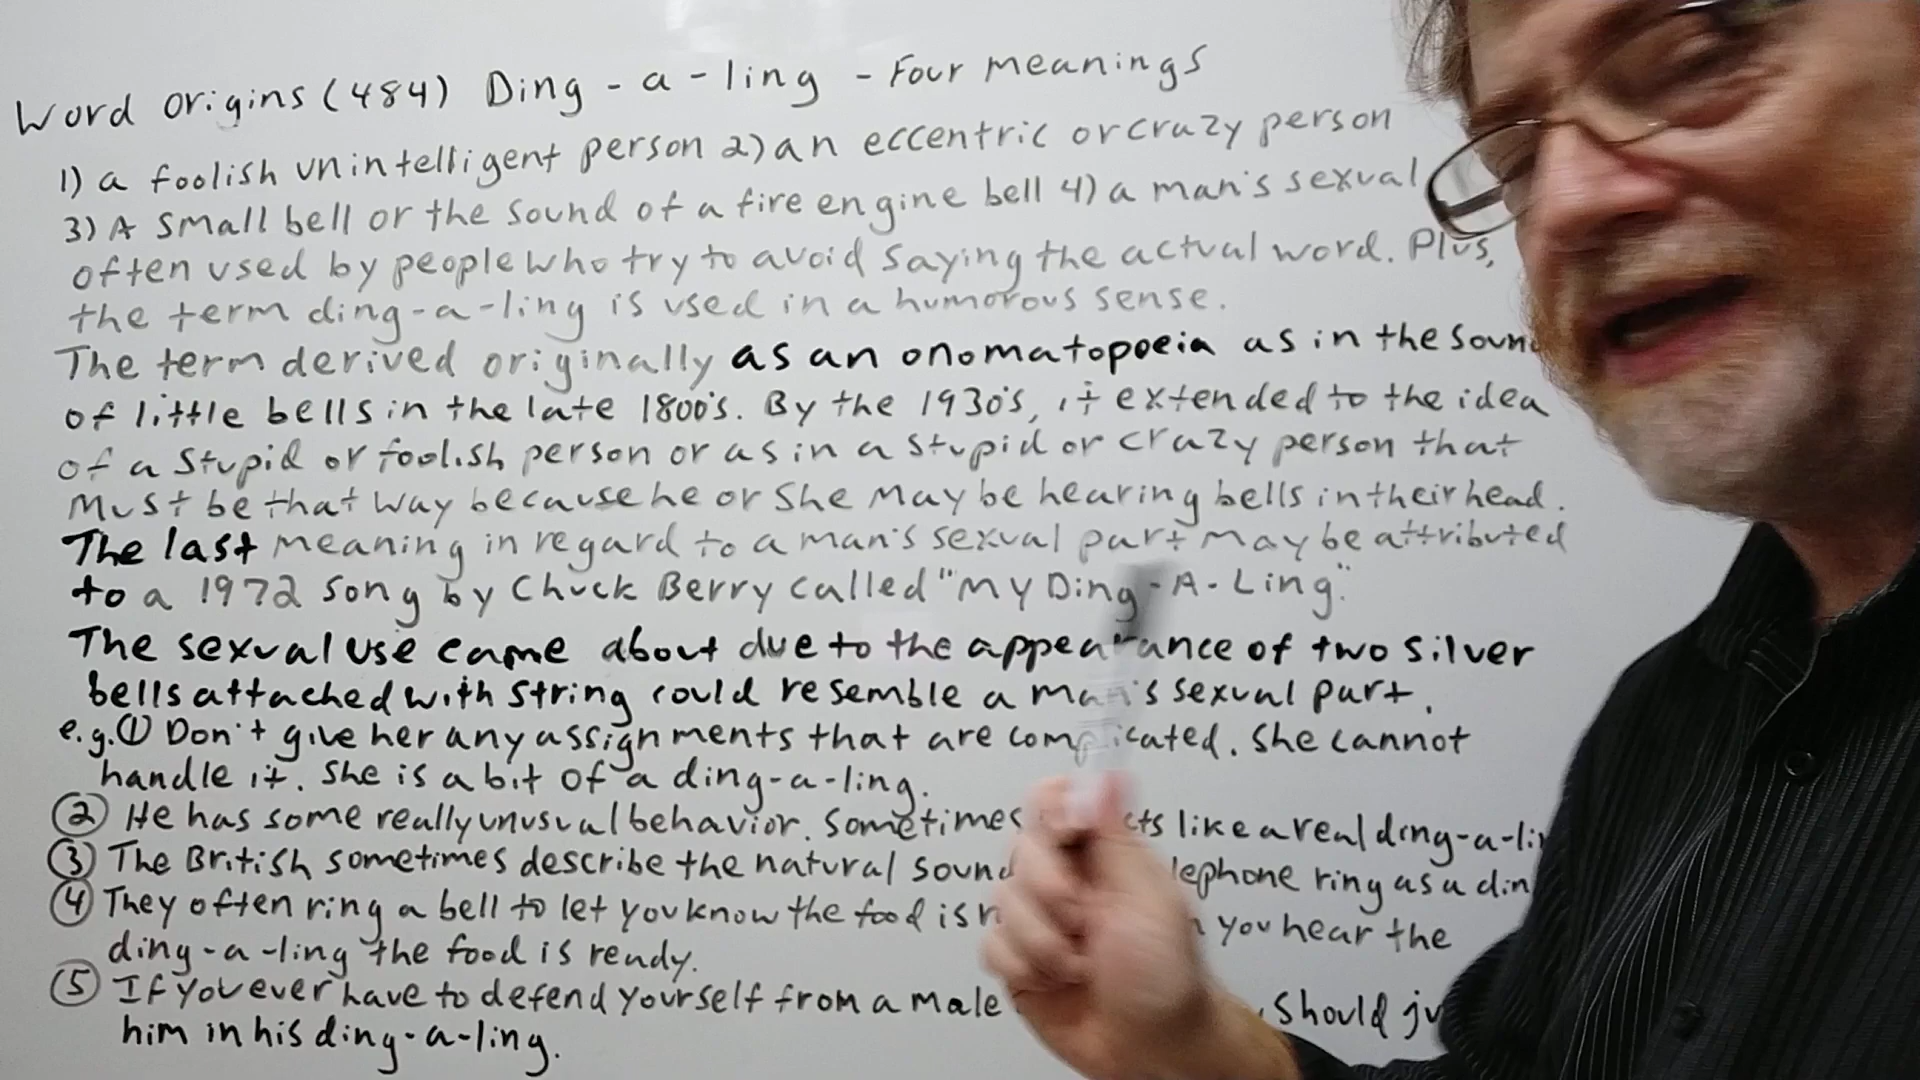 Word Origins (484) Ding-a-ling - Four meanings
1) a foolish unintelligent person 2) an eccentric or crazy person
3) A small bell or the sound of a fire engine bell 4) a man's sexual
often used by people who try to avoid saying the actual word. Plus,
the term ding-a-ling is used in a humorous sense.
The term derived originally as an onomatopoeia as in the
of little bells in the late 1800's. By the 1930's, it extended to the idea
of a stupid or foolish person or as in a stupid or crazy person that
must be that way because he or she may be hearing bells in their head.
The last meaning in regard to a man's sexual part may be attributed
to a 1972 song by Chuck Berry called "My Ding-A-Ling."
The sexual use came about due to the appearance of two silver
bells attached with string could resemble a man's sexual part.
e.g. ① Don't give her any assignments that are complicated. She cannot
handle it. She is a bit of a ding-a-ling.
② He has some really unusual behavior. Sometimes like a real
③ The British sometimes describe the natural ring as a
④ They often ring a bell to let you know the food is you hear the
ding-a-ling the food is ready.
⑤ If you ever have to defend yourself from a male should
him in his ding-a-ling.